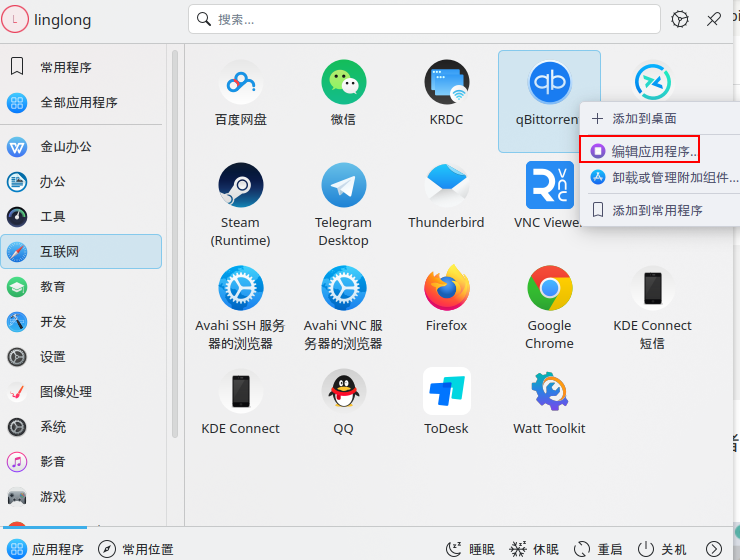 L
linglong
搜索...
常用程序
全部应用程序
金山办公
办公
工具
互联网
教育
开发
设置
图像处理
系统
影音
游戏
百度网盘
微信
KRDC
qBittorren
添加到桌面
编辑应用程序...
卸载或管理附加组件...
添加到常用程序
Steam
(Runtime)
Telegram
Desktop
Thunderbird
VNC Viewe
Avahi SSH 服务
器的浏览器
Avahi VNC 服
务器的浏览器
Firefox
Google
Chrome
KDE Connect
短信
KDE Connect
QQ
ToDesk
Watt Toolkit
应用程序
常用位置
睡眠
休眠
重启
关机